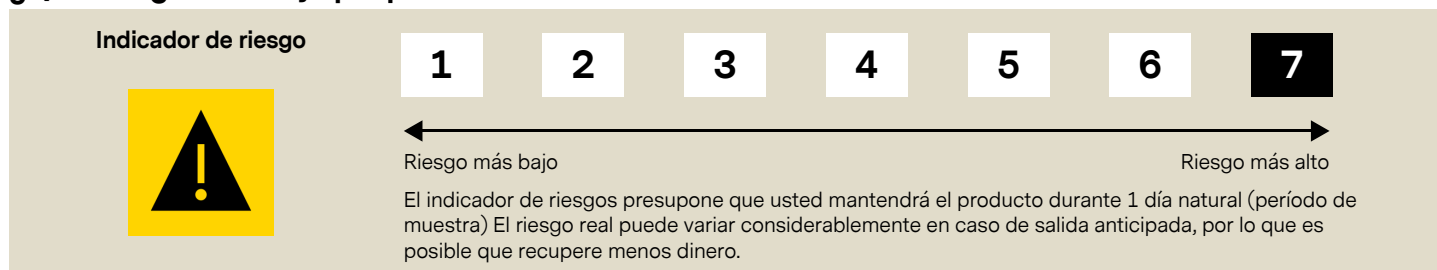 Indicador de riesgo
1 2 3 4 5 6 7
Riesgo más bajo
Riesgo más alto
El indicador de riesgos presupone que usted mantendrá el producto durante 1 día natural (período de
muestra) El riesgo real puede variar considerablemente en caso de salida anticipada, por lo que es
posible que recupere menos dinero.